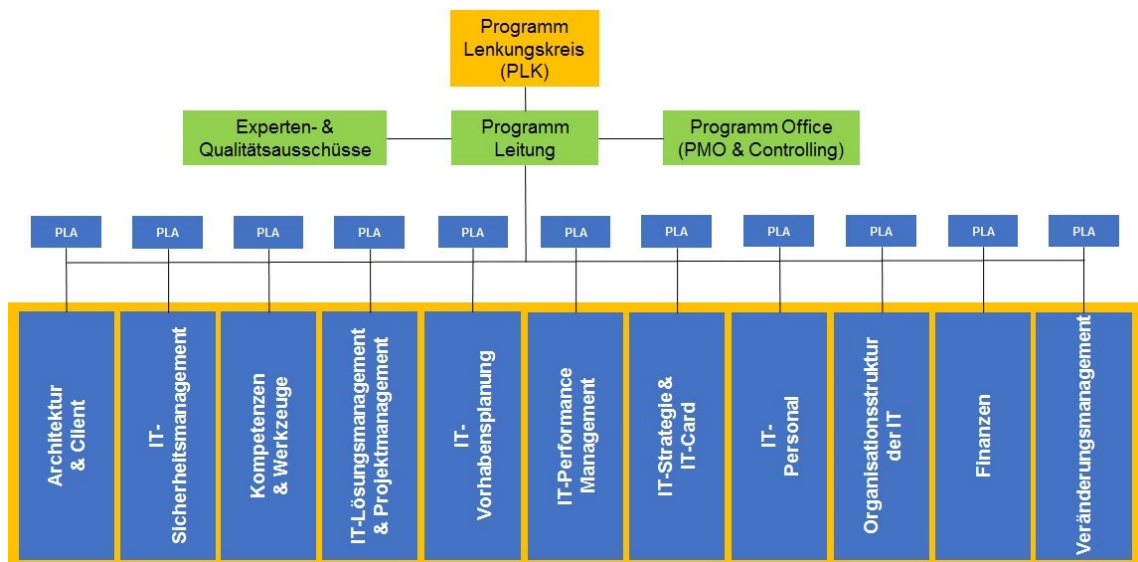 Programm
Lenkungskreis
(PLK)
Experten- &
Qualitätsausschüsse
Programm
Leitung
Programm Office
(PMO & Controlling)
PLA
PLA
PLA
PLA
PLA
PLA
PLA
PLA
PLA
PLA
PLA
Architektur
& Client
IT-
Sicherheitsmanagement
Kompetenzen
& Werkzeuge
IT-Lösungsmanagement
& Projektmanagement
IT-
Vorhabensplanung
IT-Performance
Management
IT-Strategie &
IT-Card
IT-
Personal
Organisationsstruktur
der IT
Finanzen
Veränderungsmanagement